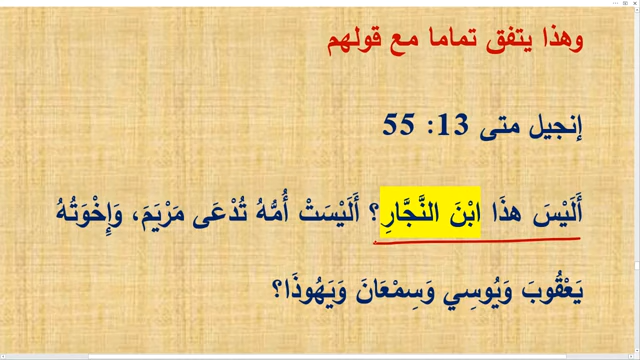 وهذا يتفق تماما مع قولهم
إنجيل متى 13: 55
أَلَيْسَ هذَا ابْنَ النَّجَّارِ؟ أَلَيْسَتْ أُمُّهُ تُدْعَى مَرْيَمَ، وَإِخْوَتُهُ
يَعْقُوبَ وَيُوسِي وَسِمْعَانَ وَيَهُوذَا؟